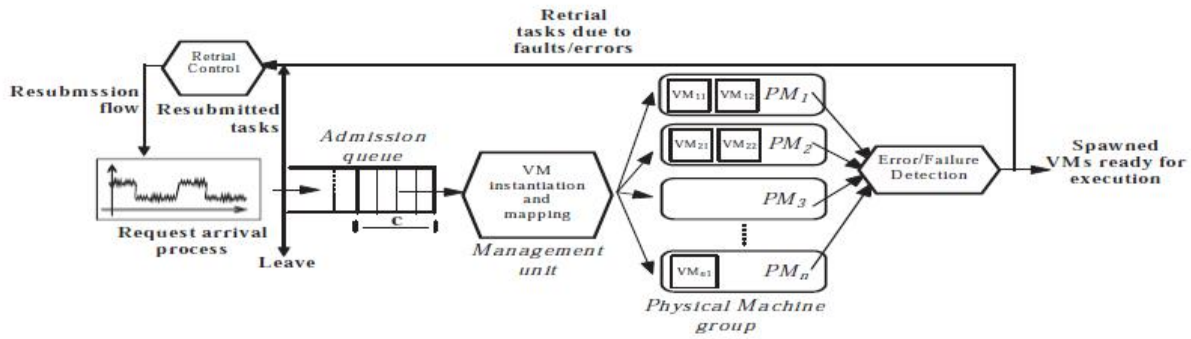 Retrial
tasks due to
faults/errors
Retrial
Control
Resubmssion
flow
Resubmitted
tasks
Admission
queue
c
Request arrival
process
Leave
VM
instantiation
and
mapping
Management
unit
VM11 VM12 PM1
VM21 VM22 PM2
PM3
VMn1 PMn
Physical Machine
group
Error/Failure
Detection
Spawned
VMs ready for
execution